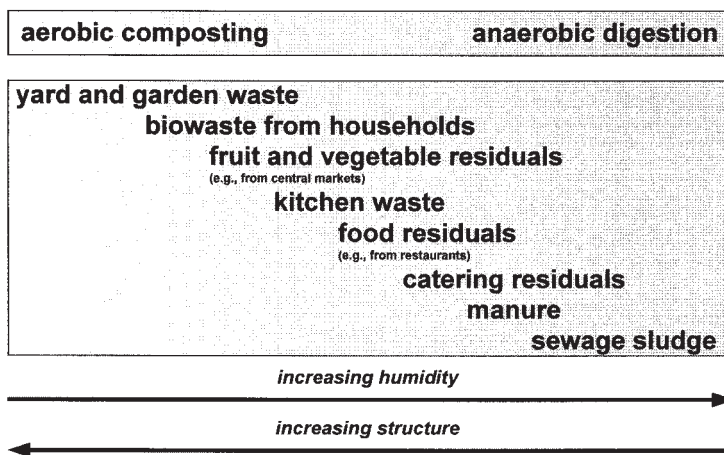 aerobic composting anaerobic digestion
yard and garden waste
biowaste from households
fruit and vegetable residuals
(e.g., from central markets)
kitchen waste
food residuals
(e.g., from restaurants)
catering residuals
manure
sewage sludge
increasing humidity
increasing structure